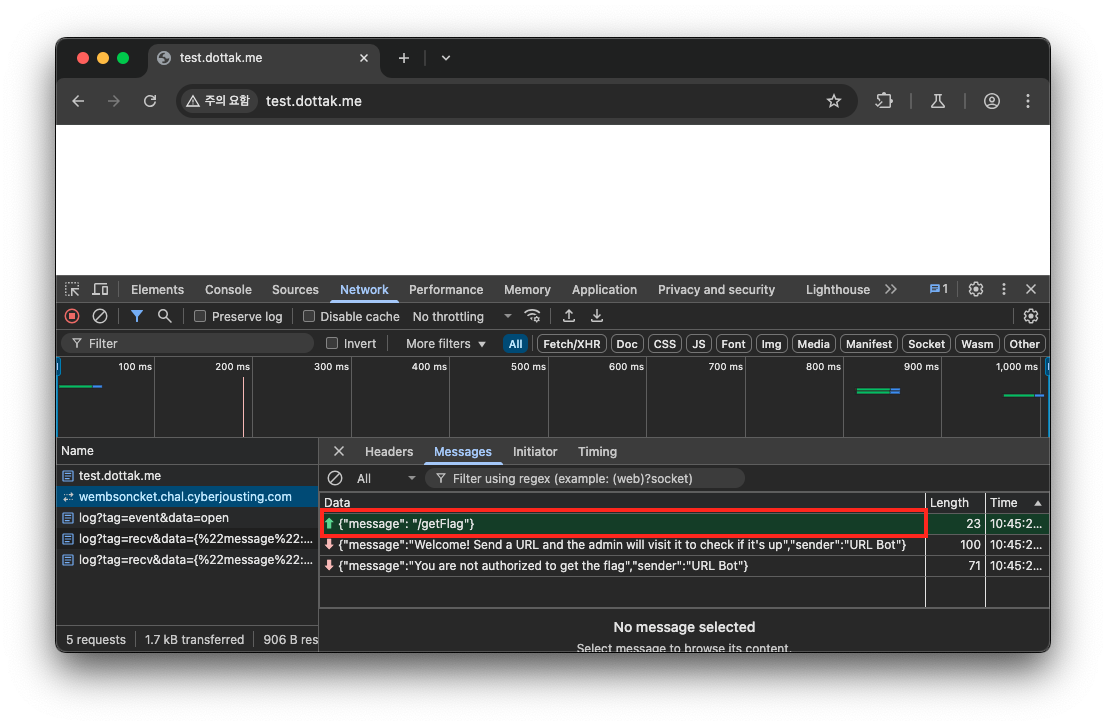 test.dottak.me
주의 요함 test.dottak.me
Elements Console Sources Network Performance Memory Application Privacy and security Lighthouse 1
Preserve log Disable cache No throttling
Filter Invert More filters All Fetch/XHR Doc CSS JS Font Img Media Manifest Socket Wasm Other
100 ms 200 ms 300 ms 400 ms 500 ms 600 ms 700 ms 800 ms 900 ms 1,000 ms
Name Headers Messages Initiator Timing
test.dottak.me
All Filter using regex (example: (web)?socket)
wembsoncket.chal.cyberjousting.com
Data Length Time
log?tag=event&data=open
{"message": "/getFlag"} 23 10:45:2...
log?tag=recv&data={%22message%22:...
{"message":"Welcome! Send a URL and the admin will visit it to check if it's up","sender":"URL Bot"} 100 10:45:2...
log?tag=recv&data={%22message%22:...
{"message":"You are not authorized to get the flag","sender":"URL Bot"} 71 10:45:2...
No message selected
Select message to browse its content.
5 requests 1.7 kB transferred 906 B res